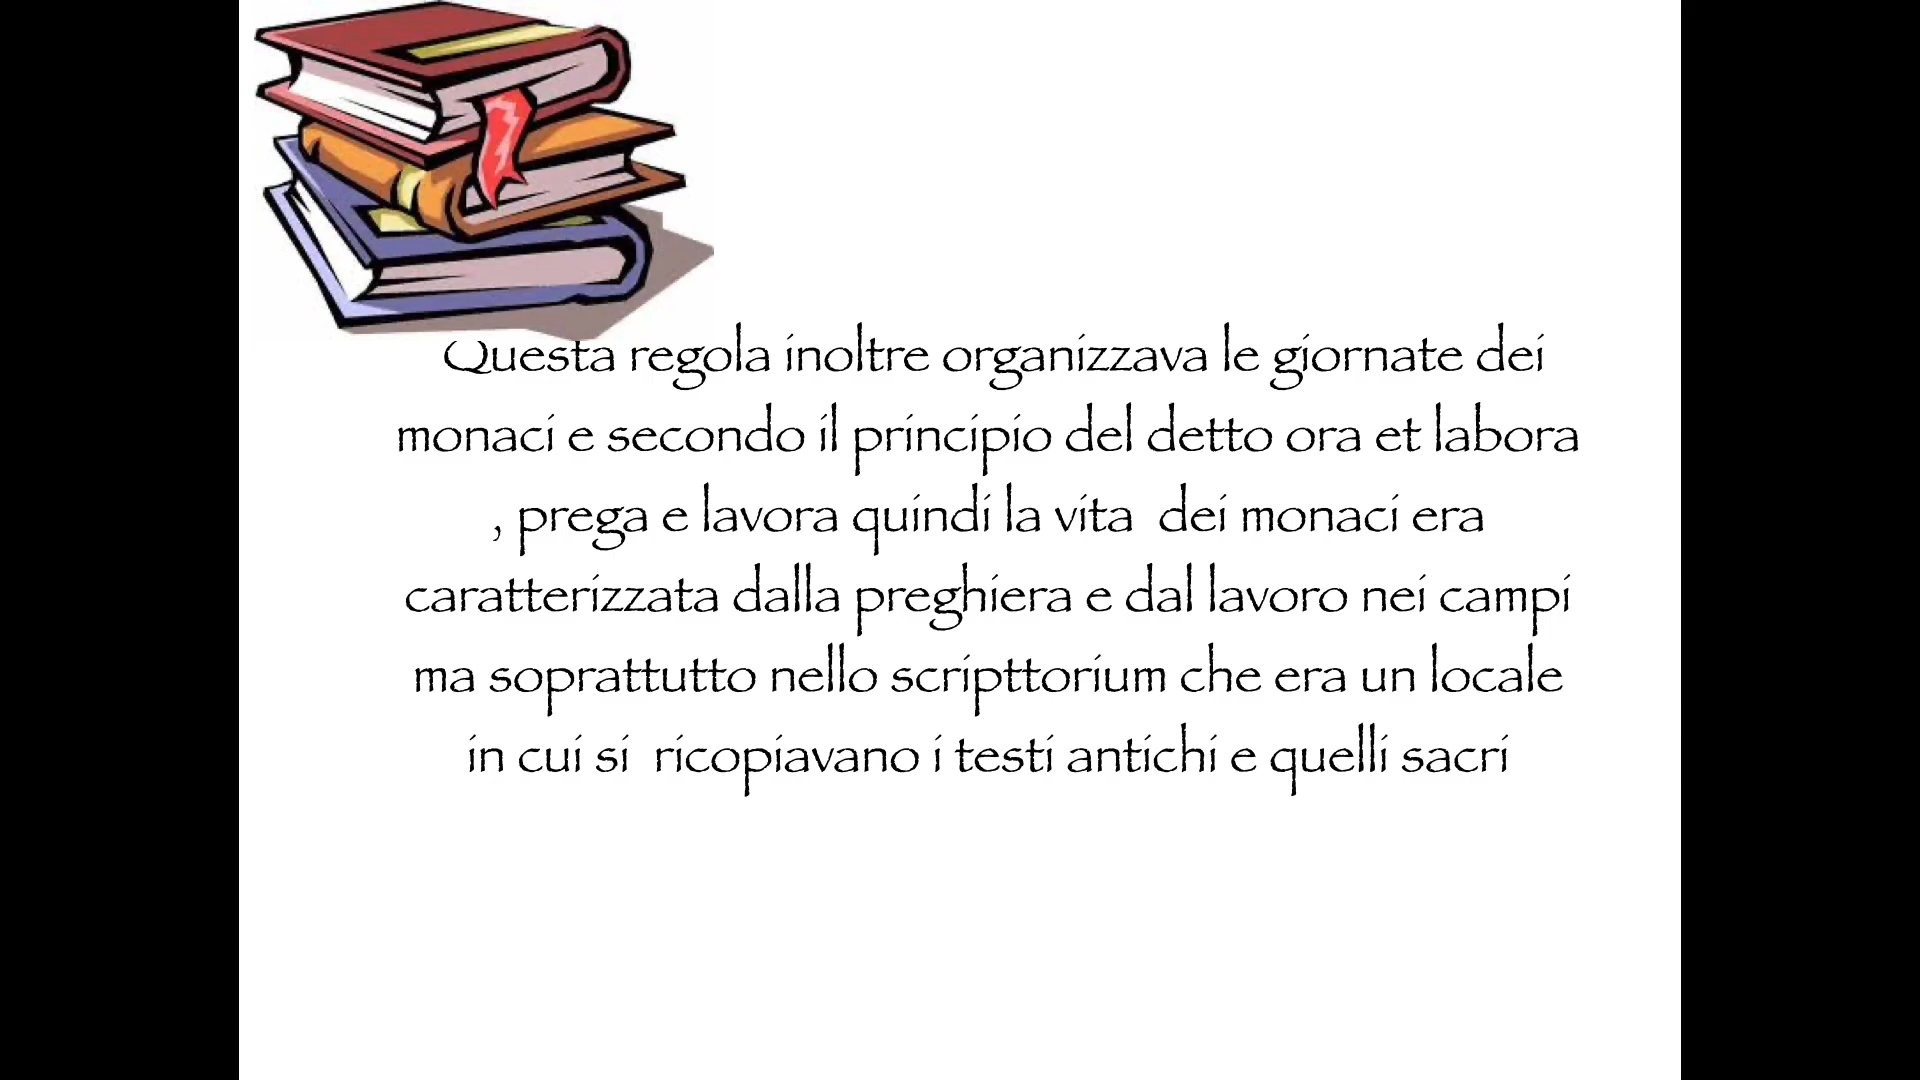 Questa regola inoltre organizzava le giornate dei
monaci e secondo il principio del detto ora et labora
, prega e lavora quindi la vita  dei monaci era
caratterizzata dalla preghiera e dal lavoro nei campi
ma soprattutto nello scripttorium che era un locale
in cui si  ricopiavano i testi antichi e quelli sacri